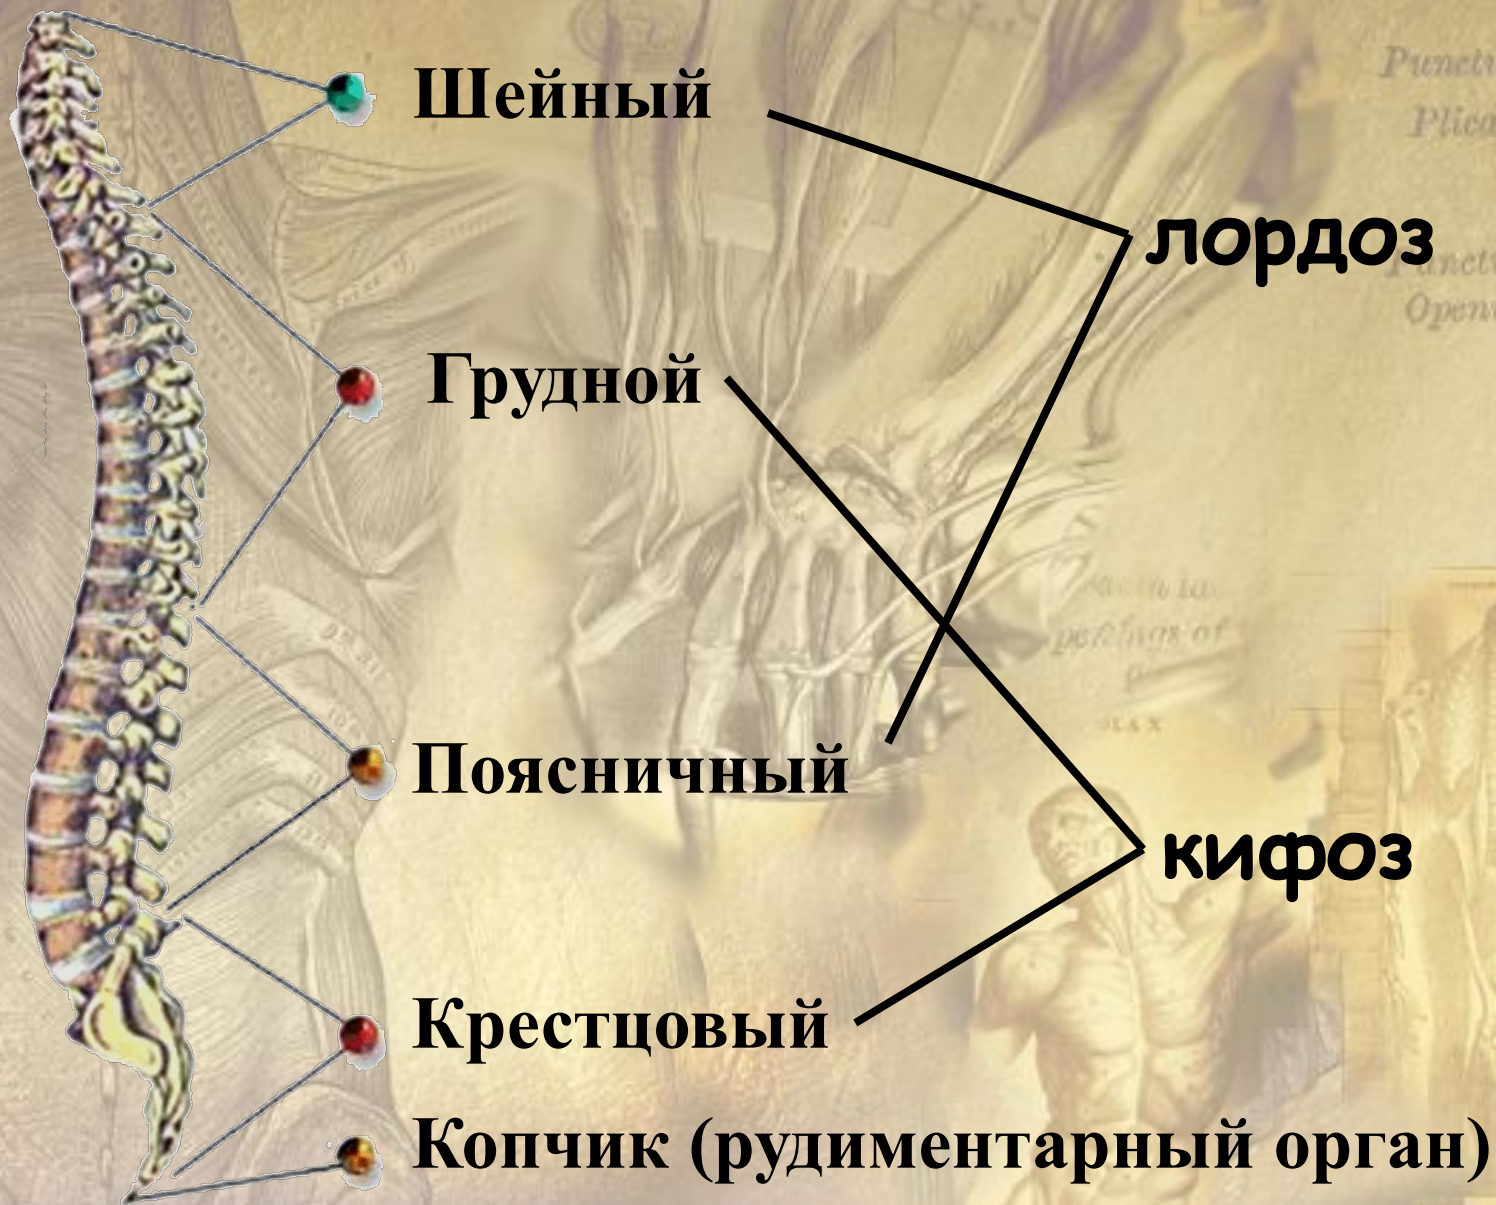 Шейный
лордоз
Грудной
Поясничный
кифоз
Крестцовый
Копчик (рудиментарный орган)